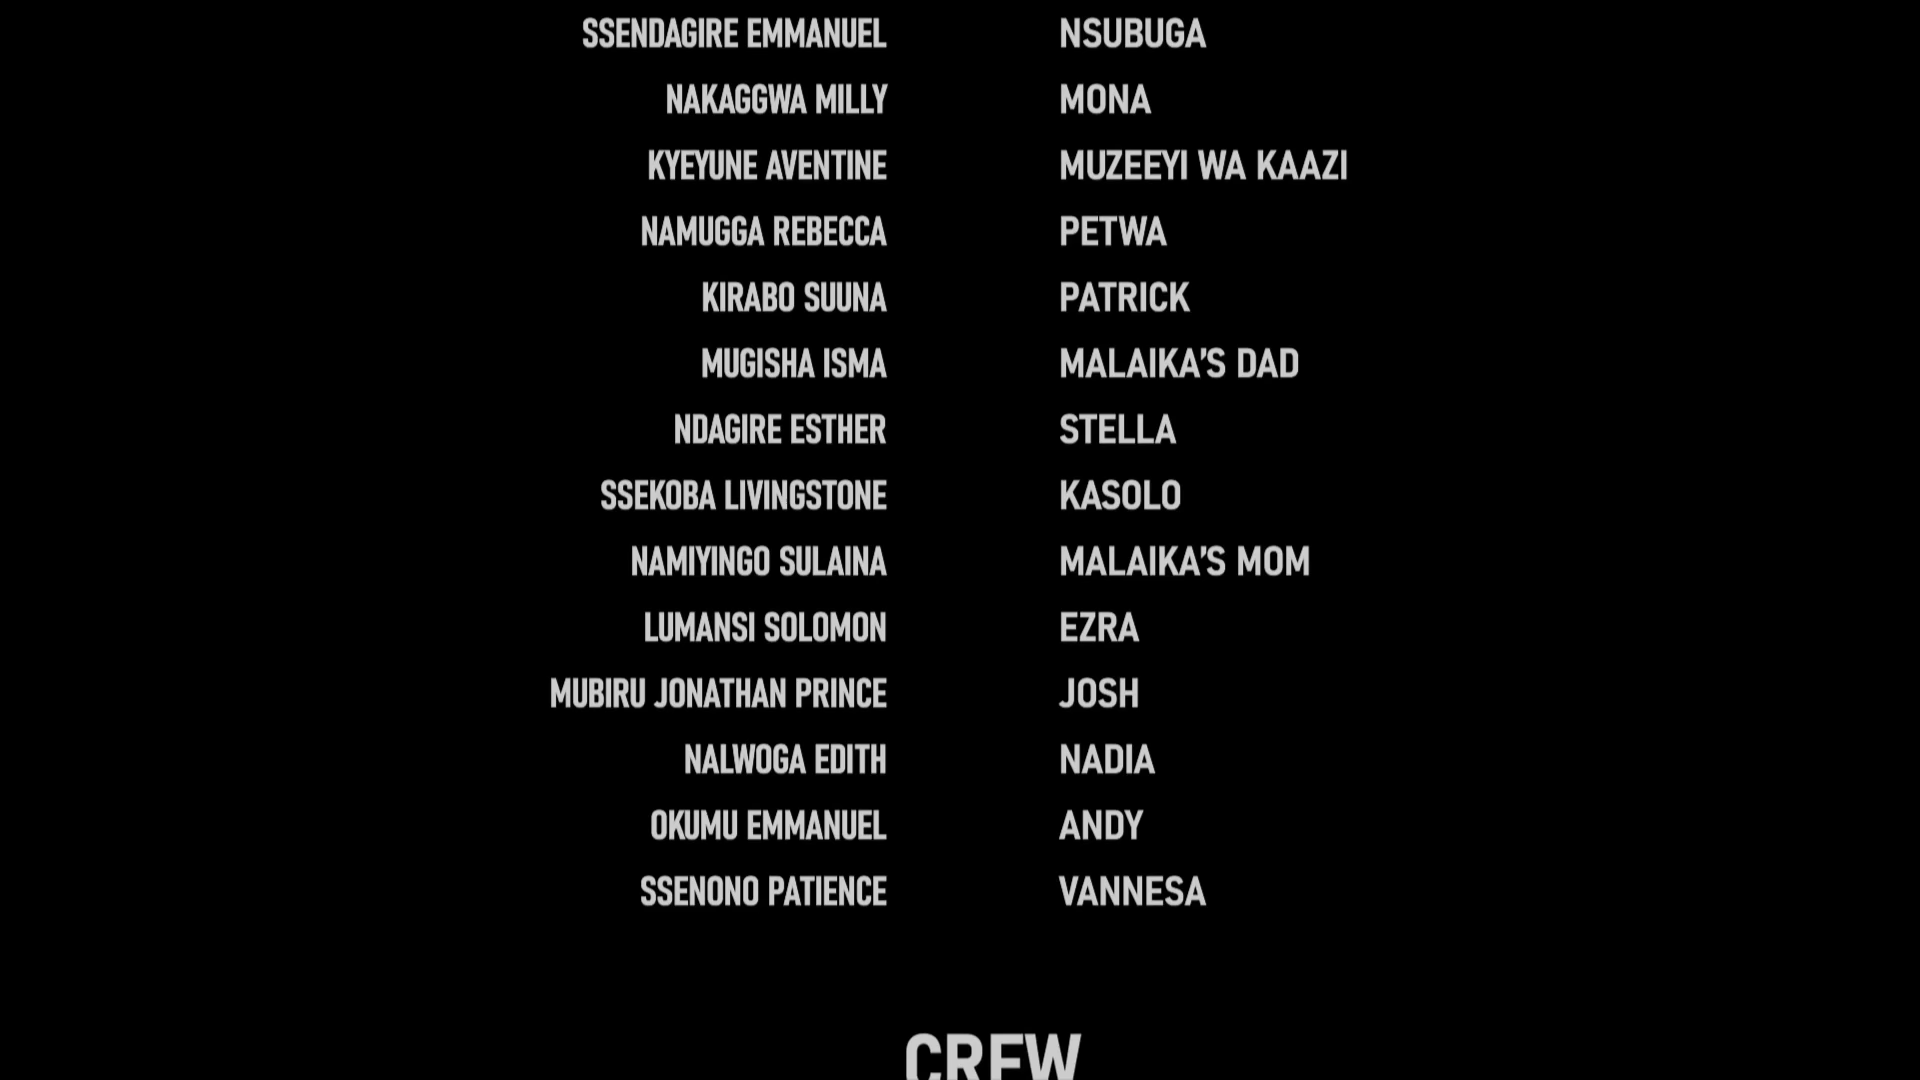 SSENDAGIRE EMMANUEL NSUBUGA
NAKAGGWA MILLY MONA
KYEYUNE AVENTINE MUZEEYI WA KAAZI
NAMUGGA REBECCA PETWA
KIRABO SUUNA PATRICK
MUGISHA ISMA MALAIKA’S DAD
NDAGIRE ESTHER STELLA
SSEKOBA LIVINGSTONE KASOLO
NAMIYINGO SULAINA MALAIKA’S MOM
LUMANSI SOLOMON EZRA
MUBIRU JONATHAN PRINCE JOSH
NALWOGA EDITH NADIA
OKUMU EMMANUEL ANDY
SSENONO PATIENCE VANNESA
CREW